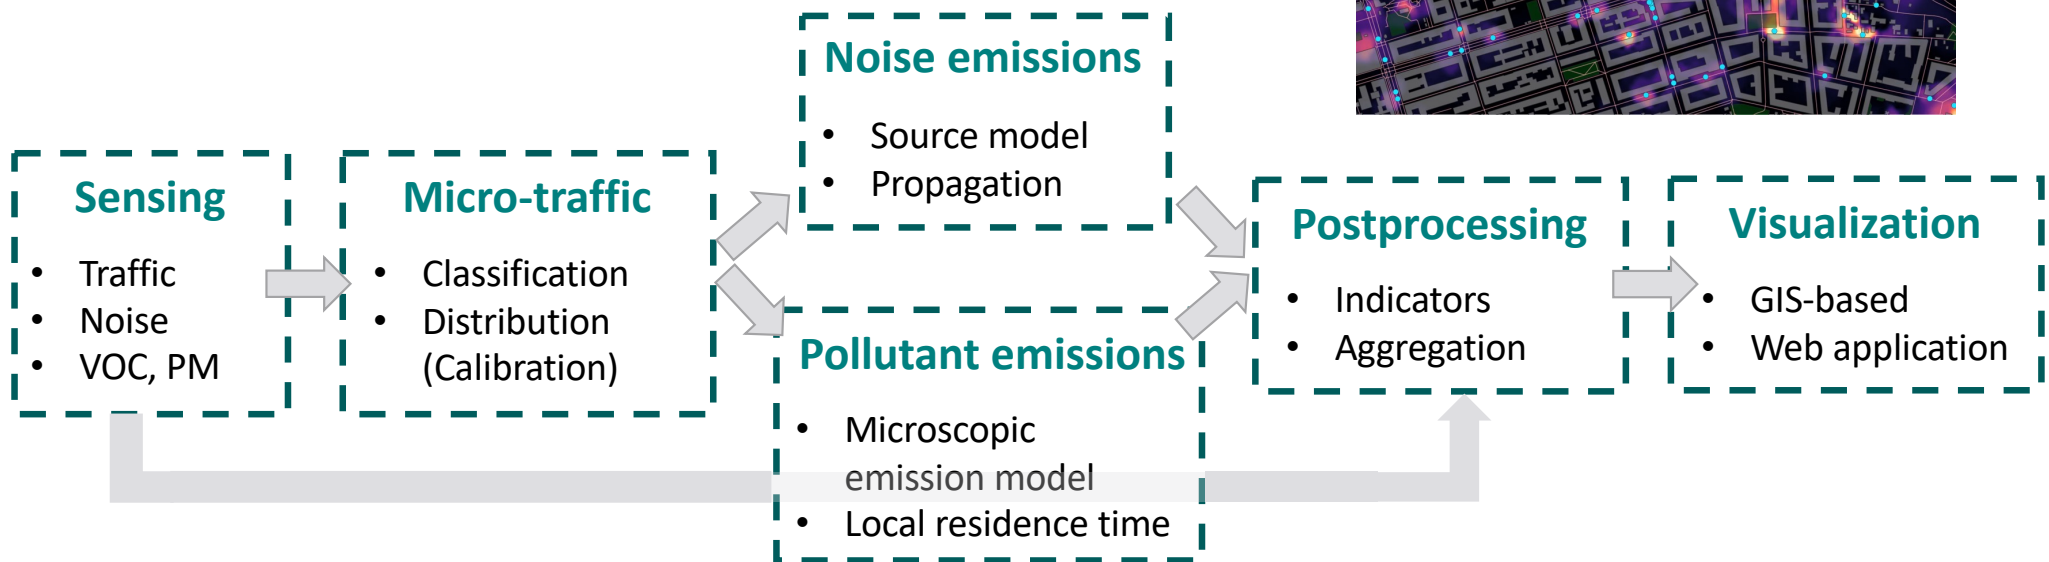 Sensing
• Traffic
• Noise
• VOC, PM
Micro-traffic
• Classification
• Distribution
(Calibration)
Noise emissions
• Source model
• Propagation
Pollutant emissions
• Microscopic
emission model
• Local residence time
Postprocessing
• Indicators
• Aggregation
Visualization
• GIS-based
• Web application